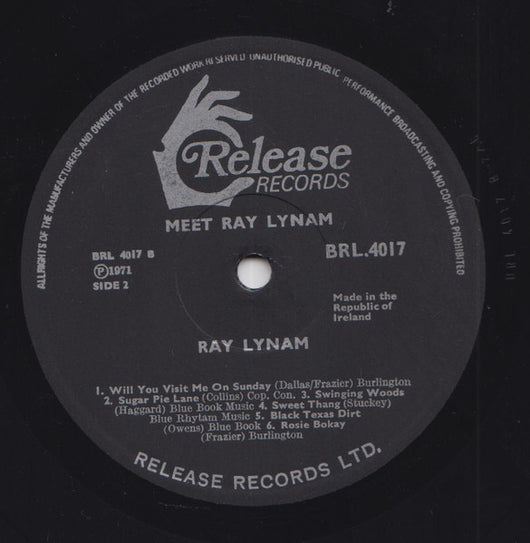 ALL RIGHTS OF THE MANUFACTURERS AND OWNER OF THE RECORDED WORK RESERVED UNAUTHORISED PUBLIC PERFORMANCE BROADCASTING AND COPYING PROHIBITED
Release
RECORDS
MEET RAY LYNAM
BRL 4017 B
Ⓟ1971
SIDE 2
BRL.4017
Made in the
Republic of
Ireland
RAY LYNAM
1. Will You Visit Me On Sunday (Dallas/Frazier) Burlington
2. Sugar Pie Lane (Collins) Cop. Con. 3. Swinging Woods
(Haggard) Blue Book Music 4. Sweet Thang (Stuckey)
Blue Rhytam Music 5. Black Texas Dirt
(Owens) Blue Book 6. Rosie Bokay
(Frazier) Burlington
RELEASE RECORDS LTD.